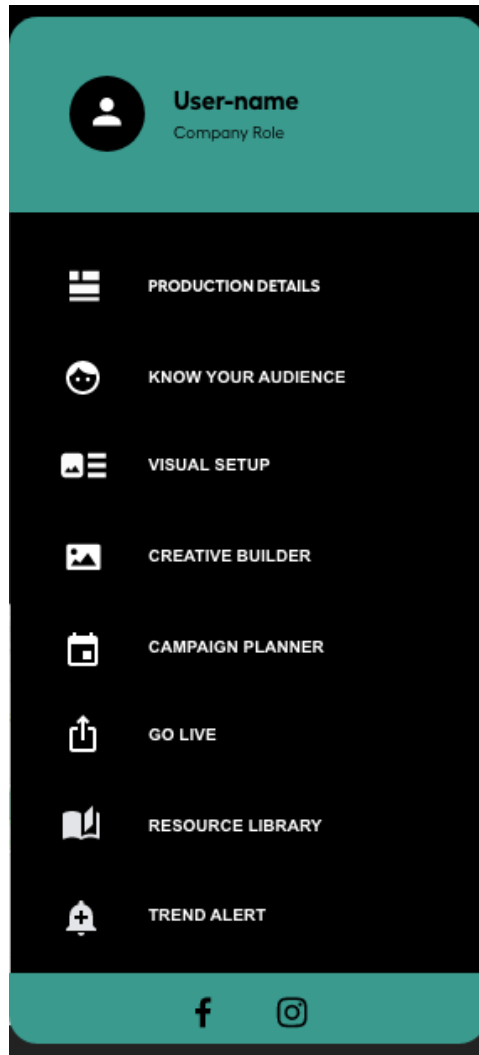 User-name
Company Role
PRODUCTION DETAILS
KNOW YOUR AUDIENCE
VISUAL SETUP
CREATIVE BUILDER
CAMPAIGN PLANNER
GO LIVE
RESOURCE LIBRARY
TREND ALERT